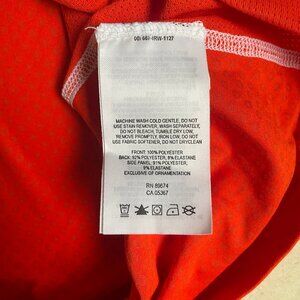 MACHINE WASH COLD GENTLE, DO NOT
USE STAIN REMOVER, WASH SEPARATELY,
DO NOT BLEACH, TUMBLE DRY LOW,
REMOVE PROMPTLY, IRON LOW, DO NOT
USE FABRIC SOFTENER, DO NOT DRY
CLEAN
FRONT: 100% POLYESTER
BACK: 92% POLYESTER, 8% ELASTANE
SIDE PANEL: 91% POLYESTER,
9% ELASTANE
EXCLUSIVE OF ORNAMENTATION
RN 89674
CA 05367